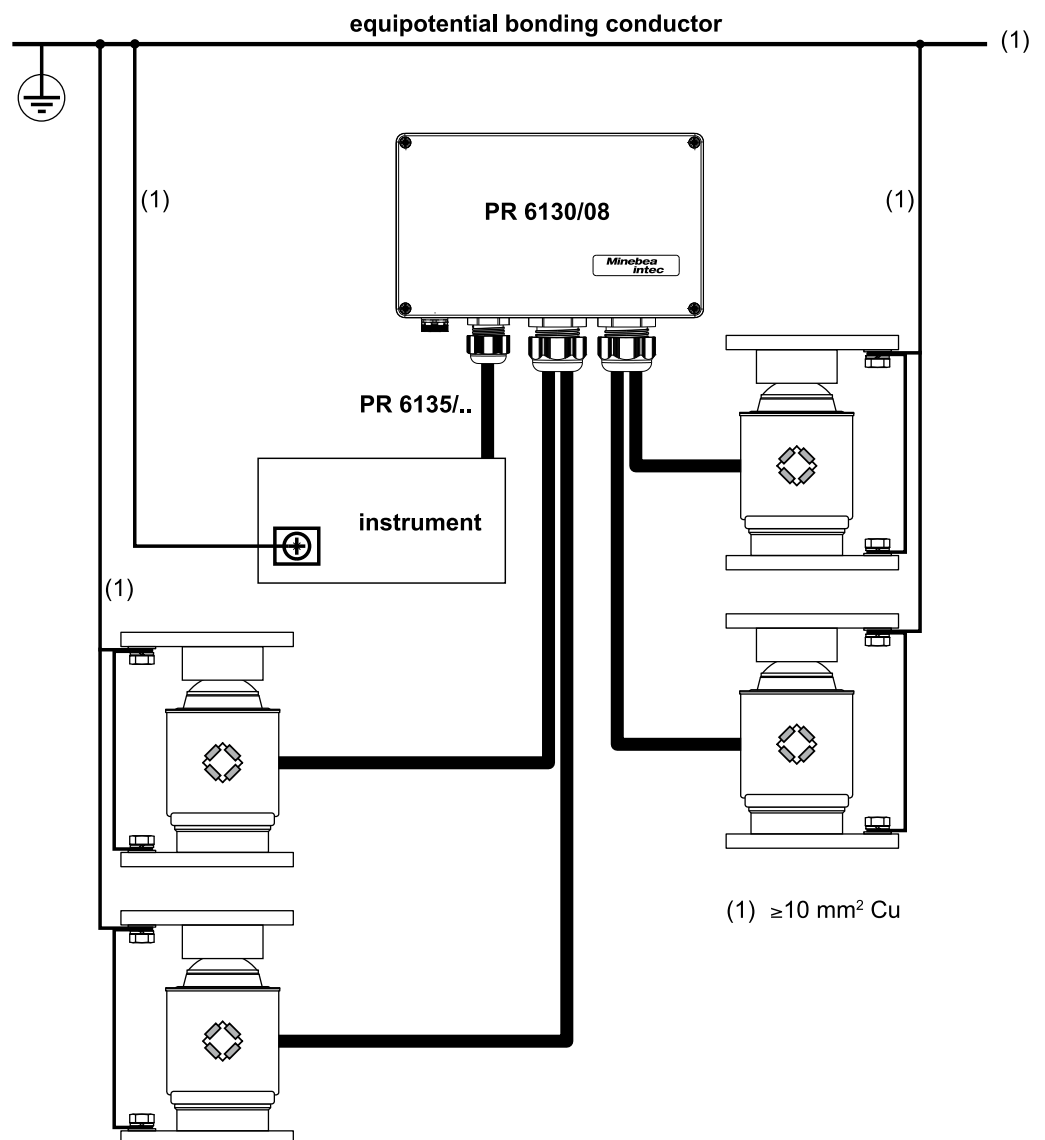 equipotential bonding conductor
(1)
(1)
(1)
PR 6130/08
Minebea
intec
PR 6135/..
instrument
(1)
(1) ≥10 mm² Cu